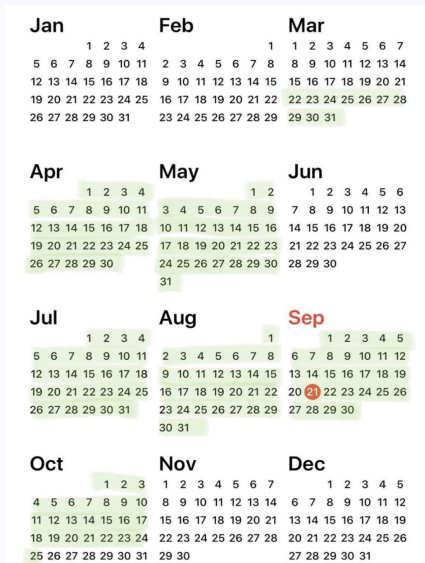 Jan
1 2 3 4
5 6 7 8 9 10 11
12 13 14 15 16 17 18
19 20 21 22 23 24 25
26 27 28 29 30 31
Feb
1
2 3 4 5 6 7 8
9 10 11 12 13 14 15
16 17 18 19 20 21 22
23 24 25 26 27 28 29
Mar
1 2 3 4 5 6 7
8 9 10 11 12 13 14
15 16 17 18 19 20 21
22 23 24 25 26 27 28
29 30 31
Apr
1 2 3 4
5 6 7 8 9 10 11
12 13 14 15 16 17 18
19 20 21 22 23 24 25
26 27 28 29 30
May
1 2
3 4 5 6 7 8 9
10 11 12 13 14 15 16
17 18 19 20 21 22 23
24 25 26 27 28 29 30
31
Jun
1 2 3 4 5 6
7 8 9 10 11 12 13
14 15 16 17 18 19 20
21 22 23 24 25 26 27
28 29 30
Jul
1 2 3 4
5 6 7 8 9 10 11
12 13 14 15 16 17 18
19 20 21 22 23 24 25
26 27 28 29 30 31
Aug
1
2 3 4 5 6 7 8
9 10 11 12 13 14 15
16 17 18 19 20 21 22
23 24 25 26 27 28 29
30 31
Sep
1 2 3 4 5
6 7 8 9 10 11 12
13 14 15 16 17 18 19
20 21 22 23 24 25 26
27 28 29 30
Oct
1 2 3
4 5 6 7 8 9 10
11 12 13 14 15 16 17
18 19 20 21 22 23 24
25 26 27 28 29 30 31
Nov
1 2 3 4 5 6 7
8 9 10 11 12 13 14
15 16 17 18 19 20 21
22 23 24 25 26 27 28
29 30
Dec
1 2 3 4 5
6 7 8 9 10 11 12
13 14 15 16 17 18 19
20 21 22 23 24 25 26
27 28 29 30 31